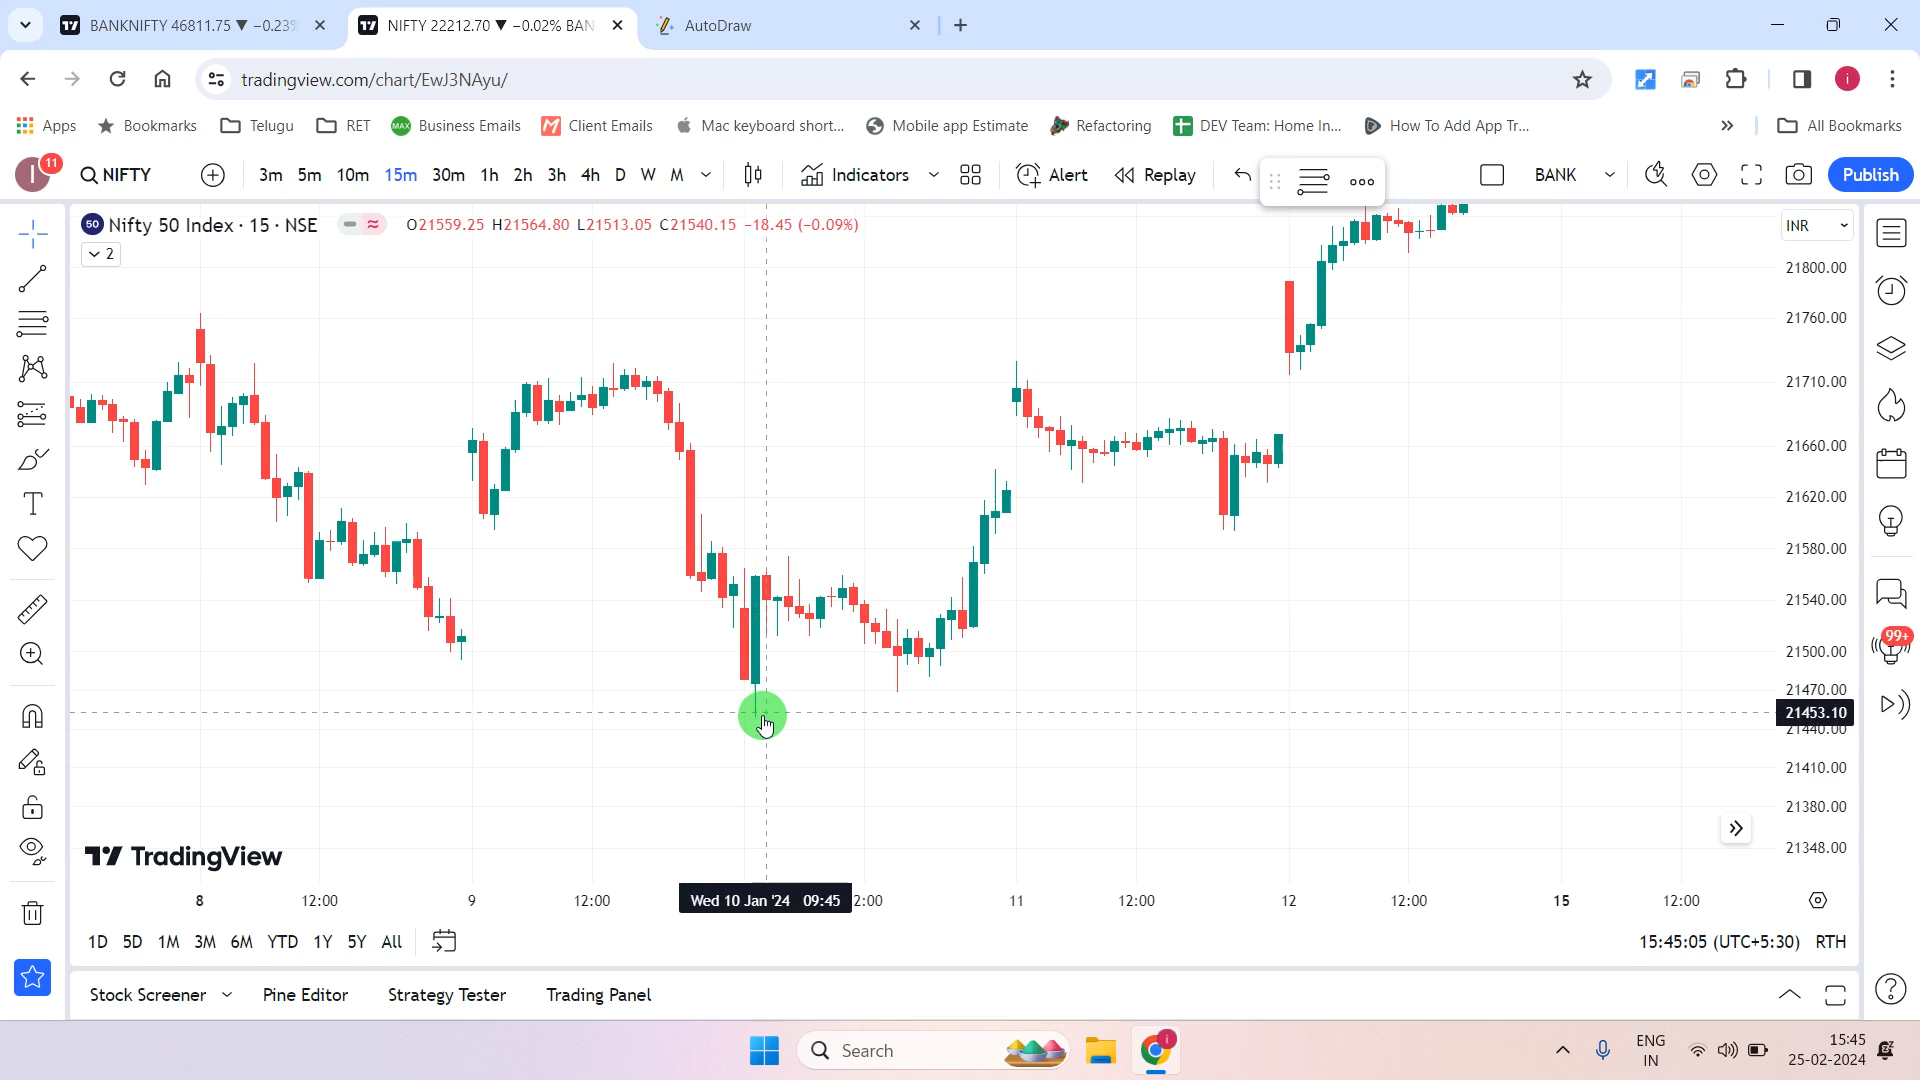 BANKNIFTY 46811.75 ▼ −0.23%
NIFTY 22212.70 ▼ −0.02% BAN
AutoDraw
tradingview.com/chart/EwJ3NAyu/
Apps
Bookmarks
Telugu
RET
MAX
Business Emails
Client Emails
Mac keyboard short...
Mobile app Estimate
Refactoring
DEV Team: Home In...
How To Add App Tr...
»
All Bookmarks
I
11
NIFTY
3m 5m 10m 15m 30m 1h 2h 3h 4h D W M
Indicators
Alert
Replay
BANK
Publish
50 Nifty 50 Index · 15 · NSE
O21559.25 H21564.80 L21513.05 C21540.15 −18.45 (−0.09%)
INR
2
21800.00
21760.00
21710.00
21660.00
21620.00
21580.00
21540.00
21500.00
99+
21470.00
21453.10
21440.00
21410.00
21380.00
21348.00
TradingView
8 12:00 9 12:00 Wed 10 Jan '24 09:45 2:00 11 12:00 12 12:00 15 12:00
1D 5D 1M 3M 6M YTD 1Y 5Y All
15:45:05 (UTC+5:30) RTH
Stock Screener
Pine Editor
Strategy Tester
Trading Panel
Search
ENG
IN
15:45
25-02-2024